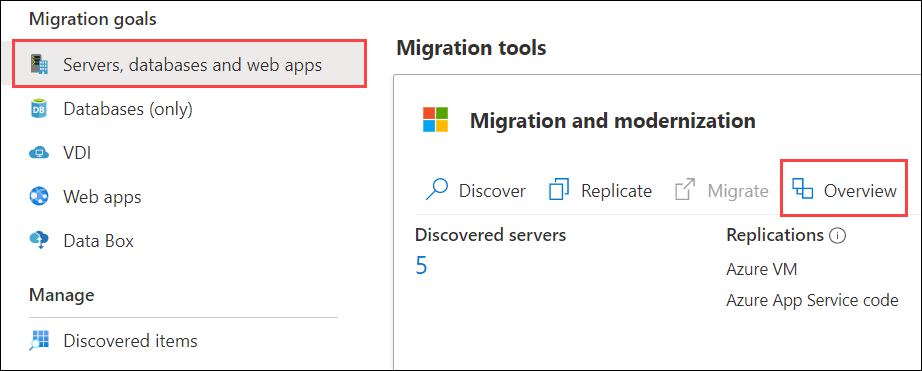 Migration goals
Servers, databases and web apps
Databases (only)
VDI
Web apps
Data Box
Manage
Discovered items
Migration tools
Migration and modernization
Discover Replicate Migrate Overview
Discovered servers
5
Replications
Azure VM
Azure App Service code